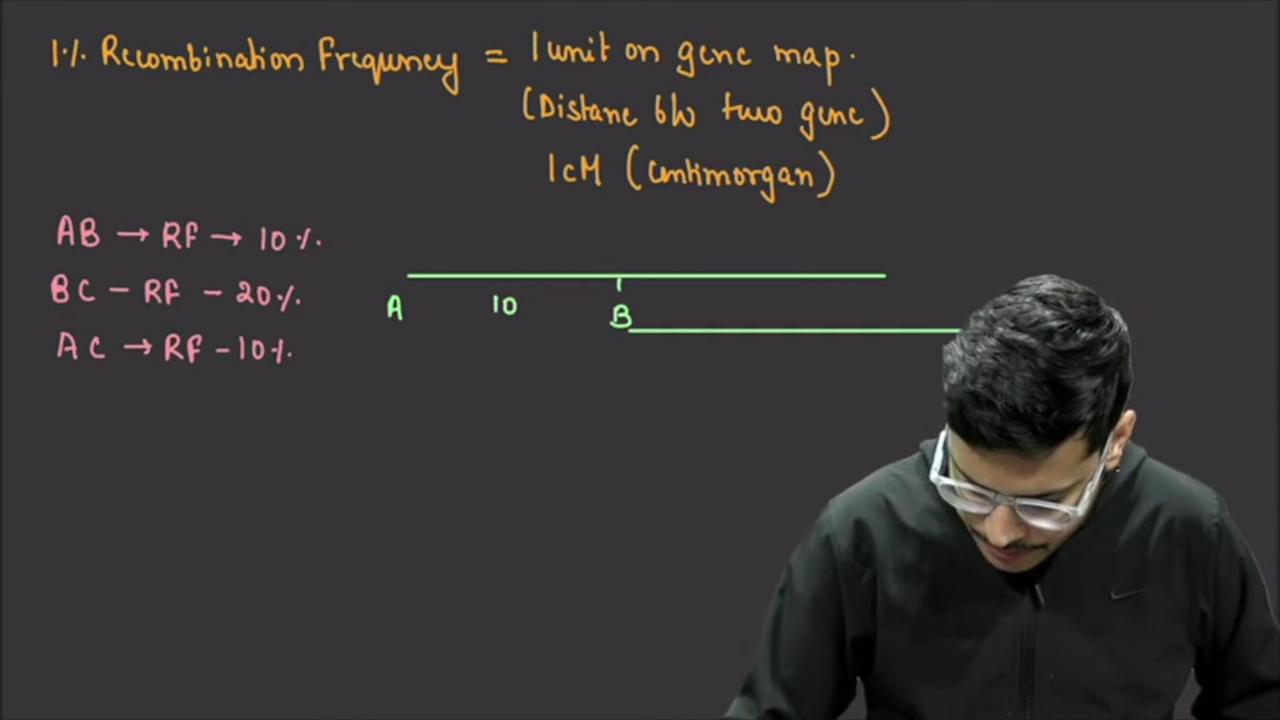 1% Recombination Frequency = 1 unit on gene map.
(Distance b/w two gene)
1cM (centimorgan)
AB → RF → 10%.
BC - RF - 20%.
AC → RF - 10%.
A 10 B